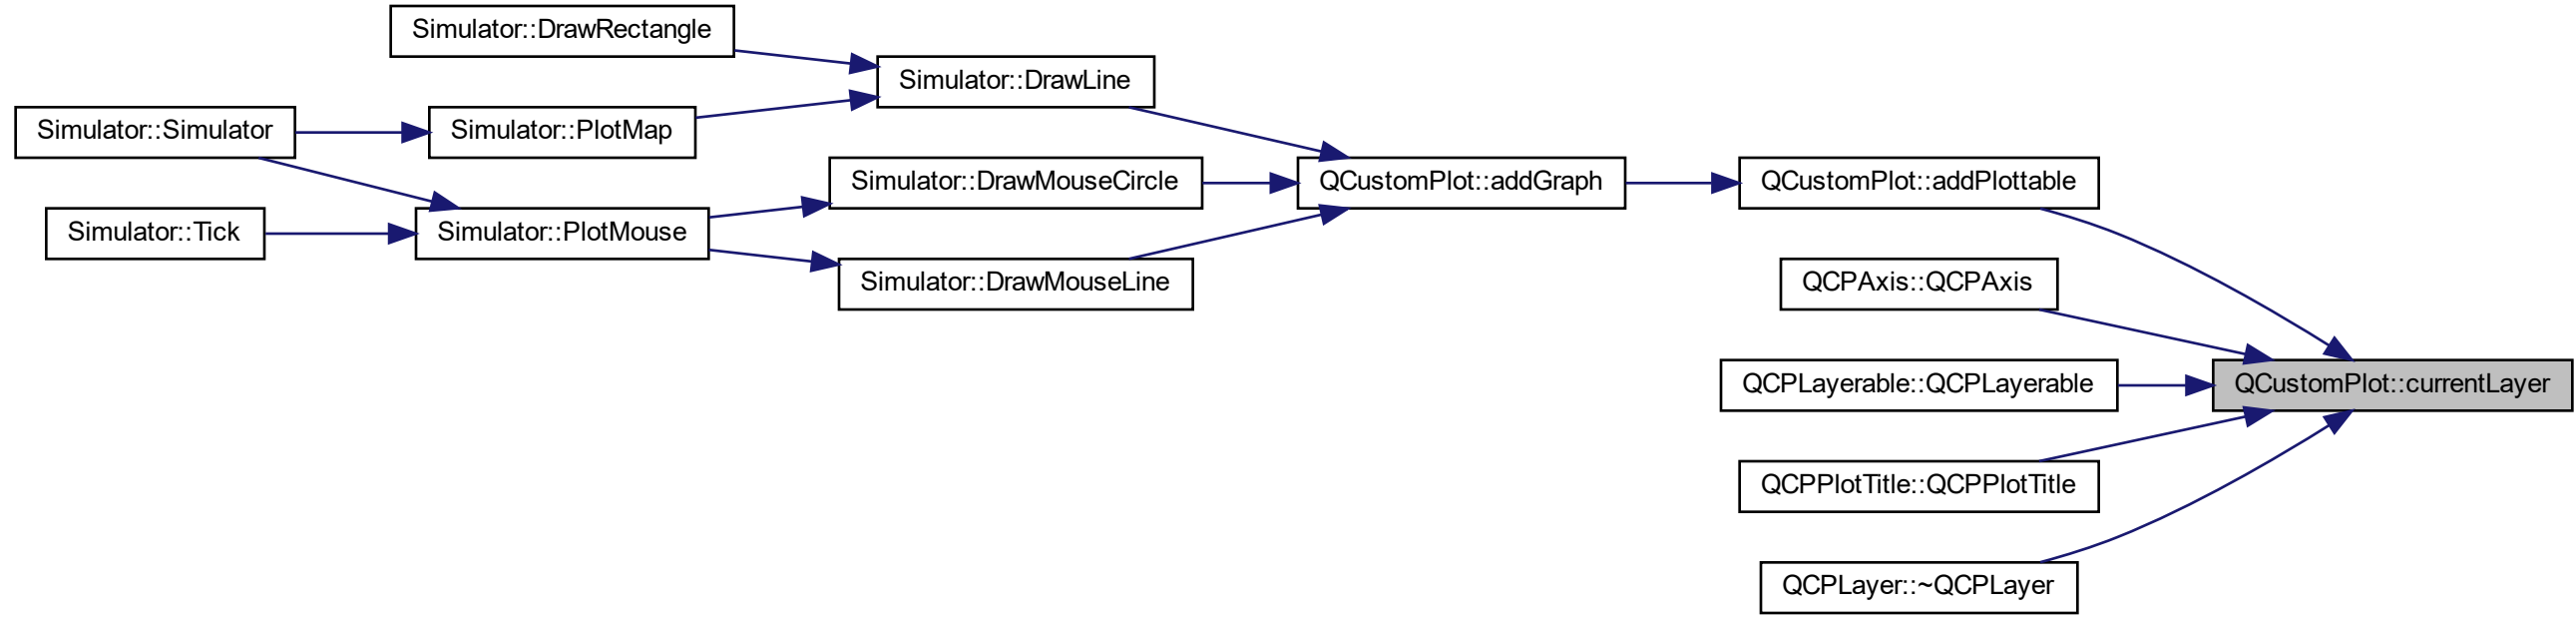 Simulator::DrawRectangle
Simulator::DrawLine
Simulator::Simulator
Simulator::PlotMap
Simulator::DrawMouseCircle
QCustomPlot::addGraph
QCustomPlot::addPlottable
Simulator::Tick
Simulator::PlotMouse
Simulator::DrawMouseLine
QCPAxis::QCPAxis
QCPLayerable::QCPLayerable
QCustomPlot::currentLayer
QCPPlotTitle::QCPPlotTitle
QCPLayer::~QCPLayer